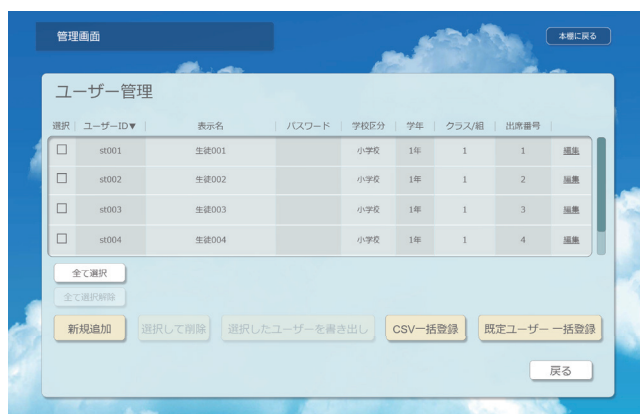 管理画面
本棚に戻る
ユーザー管理
選択 ユーザーID▼ 表示名 パスワード 学校区分 学年 クラス/組 出席番号
st001 生徒001 小学校 1年 1 1 編集
st002 生徒002 小学校 1年 1 2 編集
st003 生徒003 小学校 1年 1 3 編集
st004 生徒004 小学校 1年 1 4 編集
全て選択
全て選択解除
新規追加 選択して削除 選択したユーザーを書き出し CSV一括登録 既定ユーザー 一括登録
戻る